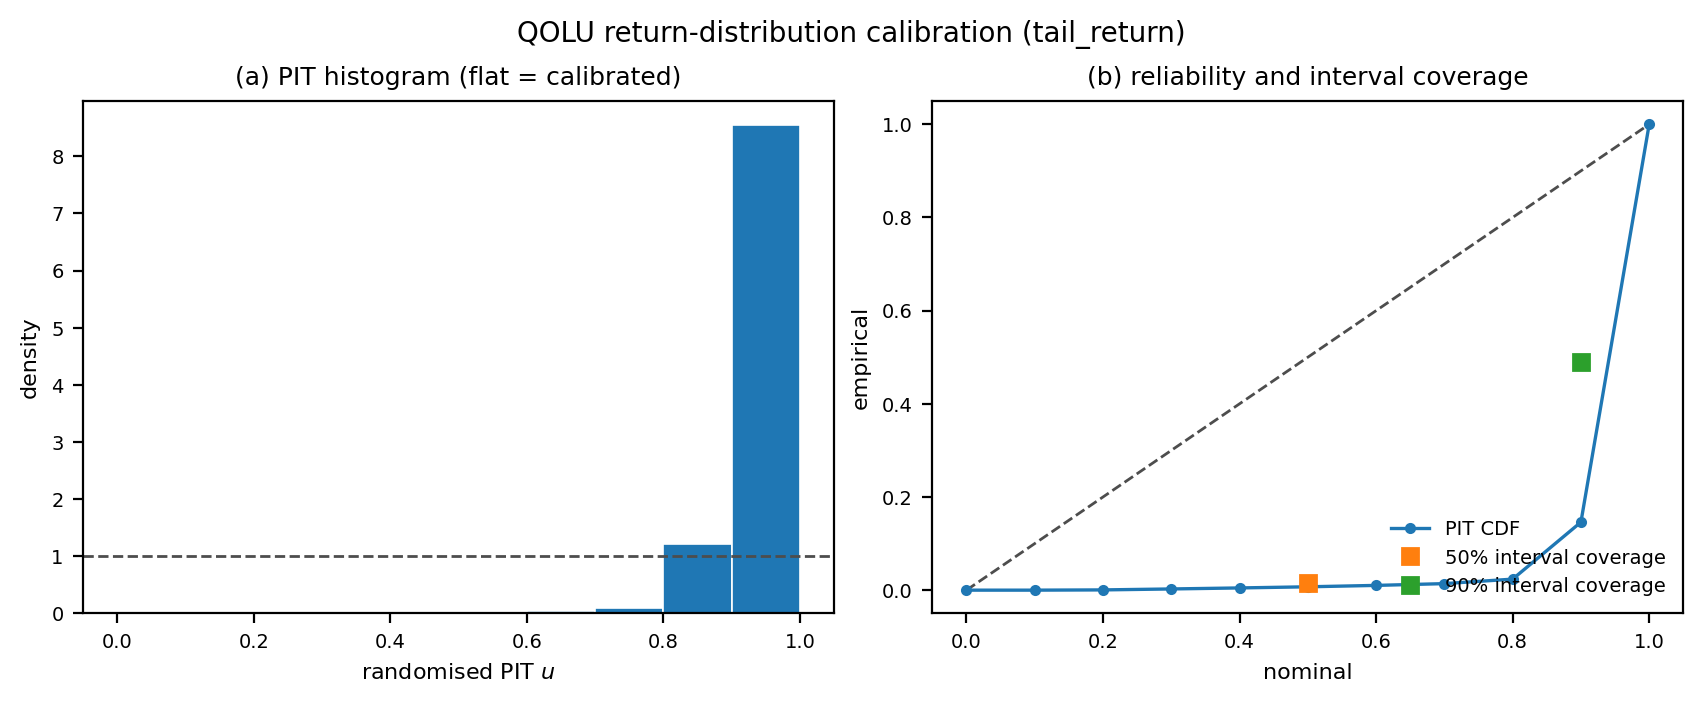 QOLU return-distribution calibration (tail_return)
(a) PIT histogram (flat = calibrated)
density
8
7
6
5
4
3
2
1
0
0.0 0.2 0.4 0.6 0.8 1.0
randomised PIT u
(b) reliability and interval coverage
empirical
1.0
0.8
0.6
0.4
0.2
0.0
PIT CDF
50% interval coverage
90% interval coverage
0.0 0.2 0.4 0.6 0.8 1.0
nominal